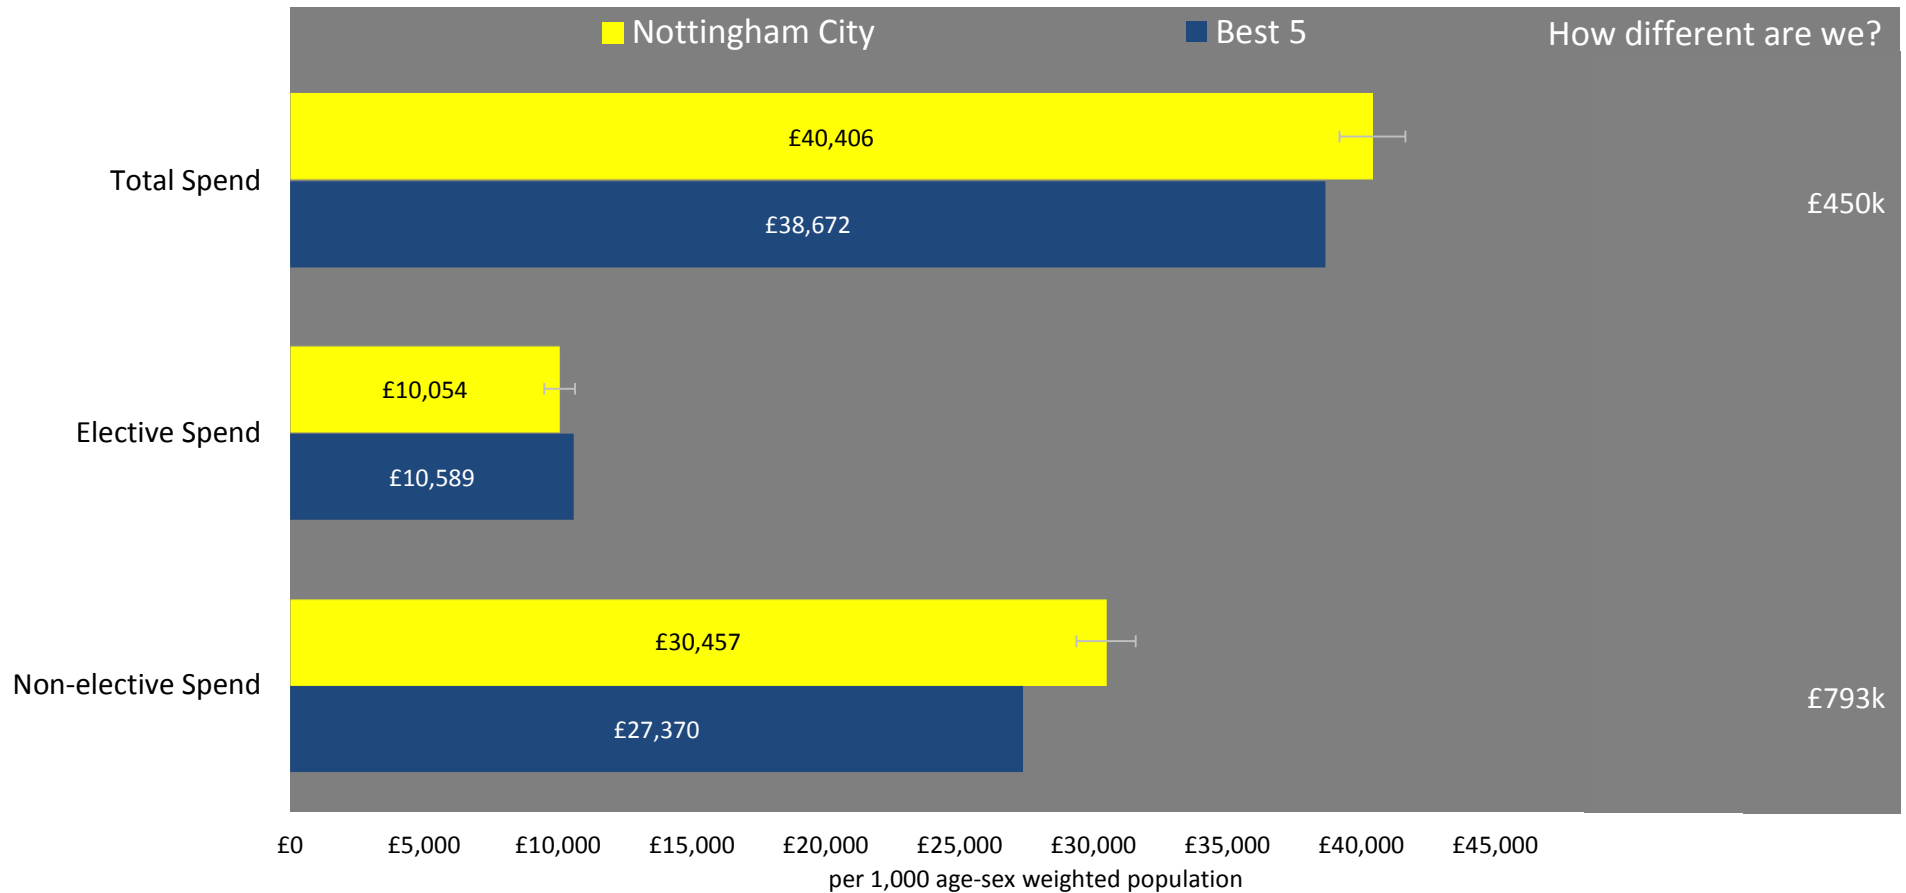 Nottingham City
Best 5
How different are we?
Total Spend
£40,406
£38,672
£450k
Elective Spend
£10,054
£10,589
Non-elective Spend
£30,457
£27,370
£793k
£0 £5,000 £10,000 £15,000 £20,000 £25,000 £30,000 £35,000 £40,000 £45,000
per 1,000 age-sex weighted population